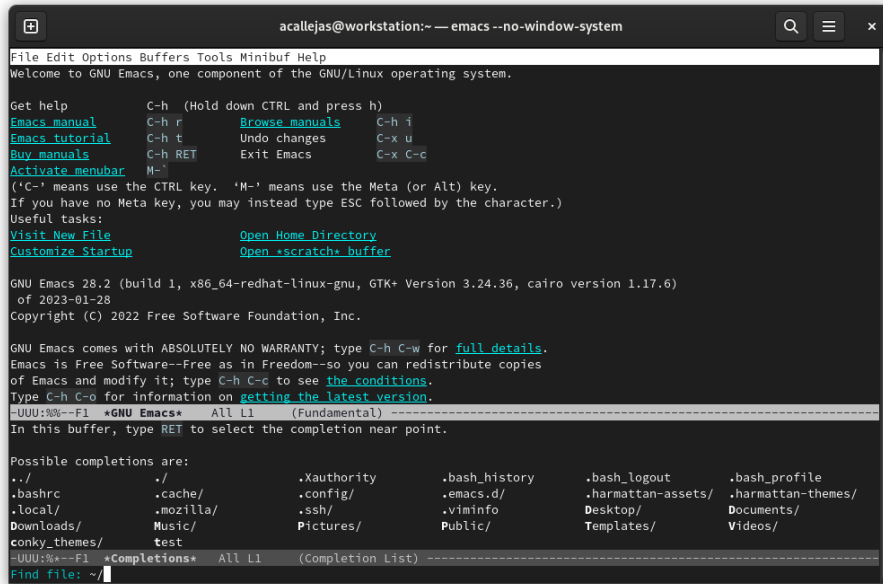 acallejas@workstation:~ — emacs --no-window-system
File Edit Options Buffers Tools Minibuf Help
Welcome to GNU Emacs, one component of the GNU/Linux operating system.
Get help C-h (Hold down CTRL and press h)
Emacs manual C-h r Browse manuals C-h i
Emacs tutorial C-h t Undo changes C-x u
Buy manuals C-h RET Exit Emacs C-x C-c
Activate menubar M-`
(‘C-’ means use the CTRL key. ‘M-’ means use the Meta (or Alt) key.
If you have no Meta key, you may instead type ESC followed by the character.)
Useful tasks:
Visit New File Open Home Directory
Customize Startup Open *scratch* buffer
GNU Emacs 28.2 (build 1, x86_64-redhat-linux-gnu, GTK+ Version 3.24.36, cairo version 1.17.6)
of 2023-01-28
Copyright (C) 2022 Free Software Foundation, Inc.
GNU Emacs comes with ABSOLUTELY NO WARRANTY; type C-h C-w for full details.
Emacs is Free Software--Free as in Freedom--so you can redistribute copies
of Emacs and modify it; type C-h C-c to see the conditions.
Type C-h C-o for information on getting the latest version.
-UUU:%%--F1 *GNU Emacs* All L1 (Fundamental) --------------------------------------------------------------------
In this buffer, type RET to select the completion near point.
Possible completions are:
../ ./ .Xauthority .bash_history .bash_logout .bash_profile
.bashrc .cache/ .config/ .emacs.d/ .harmattan-assets/ .harmattan-themes/
.local/ .mozilla/ .ssh/ .viminfo Desktop/ Documents/
Downloads/ Music/ Pictures/ Public/ Templates/ Videos/
conky_themes/ test
-UUU:%*--F1 *Completions* All L1 (Completion List) ---------------------------------------------------------------
Find file: ~/